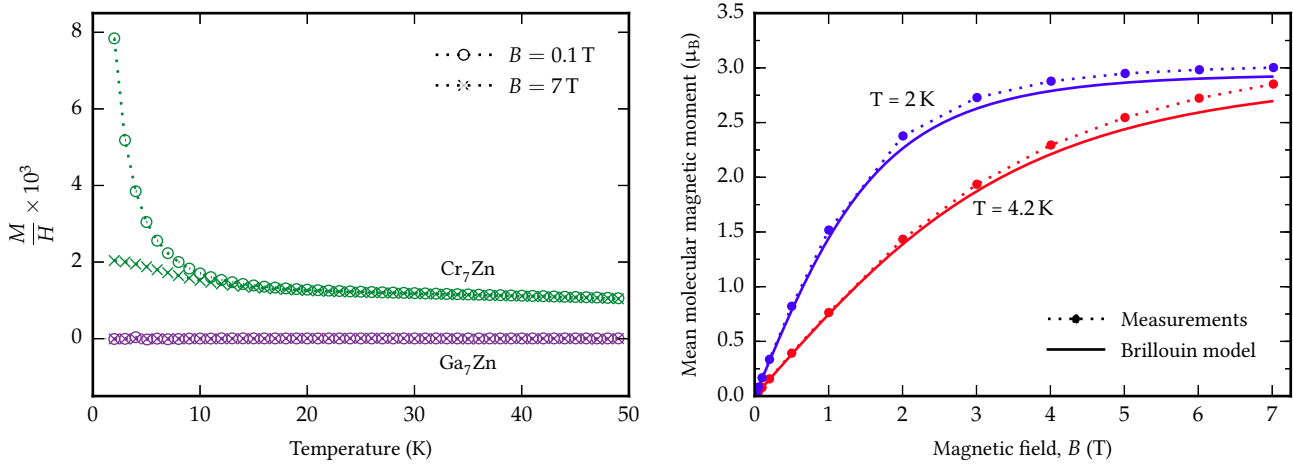 8
6
4
2
0
M
H × 10³
B = 0.1 T
B = 7 T
Cr₇Zn
Ga₇Zn
0 10 20 30 40 50
Temperature (K)
3.5
3.0
2.5
2.0
1.5
1.0
0.5
0.0
Mean molecular magnetic moment (μB)
T = 2 K
T = 4.2 K
Measurements
Brillouin model
0 1 2 3 4 5 6 7
Magnetic field, B (T)